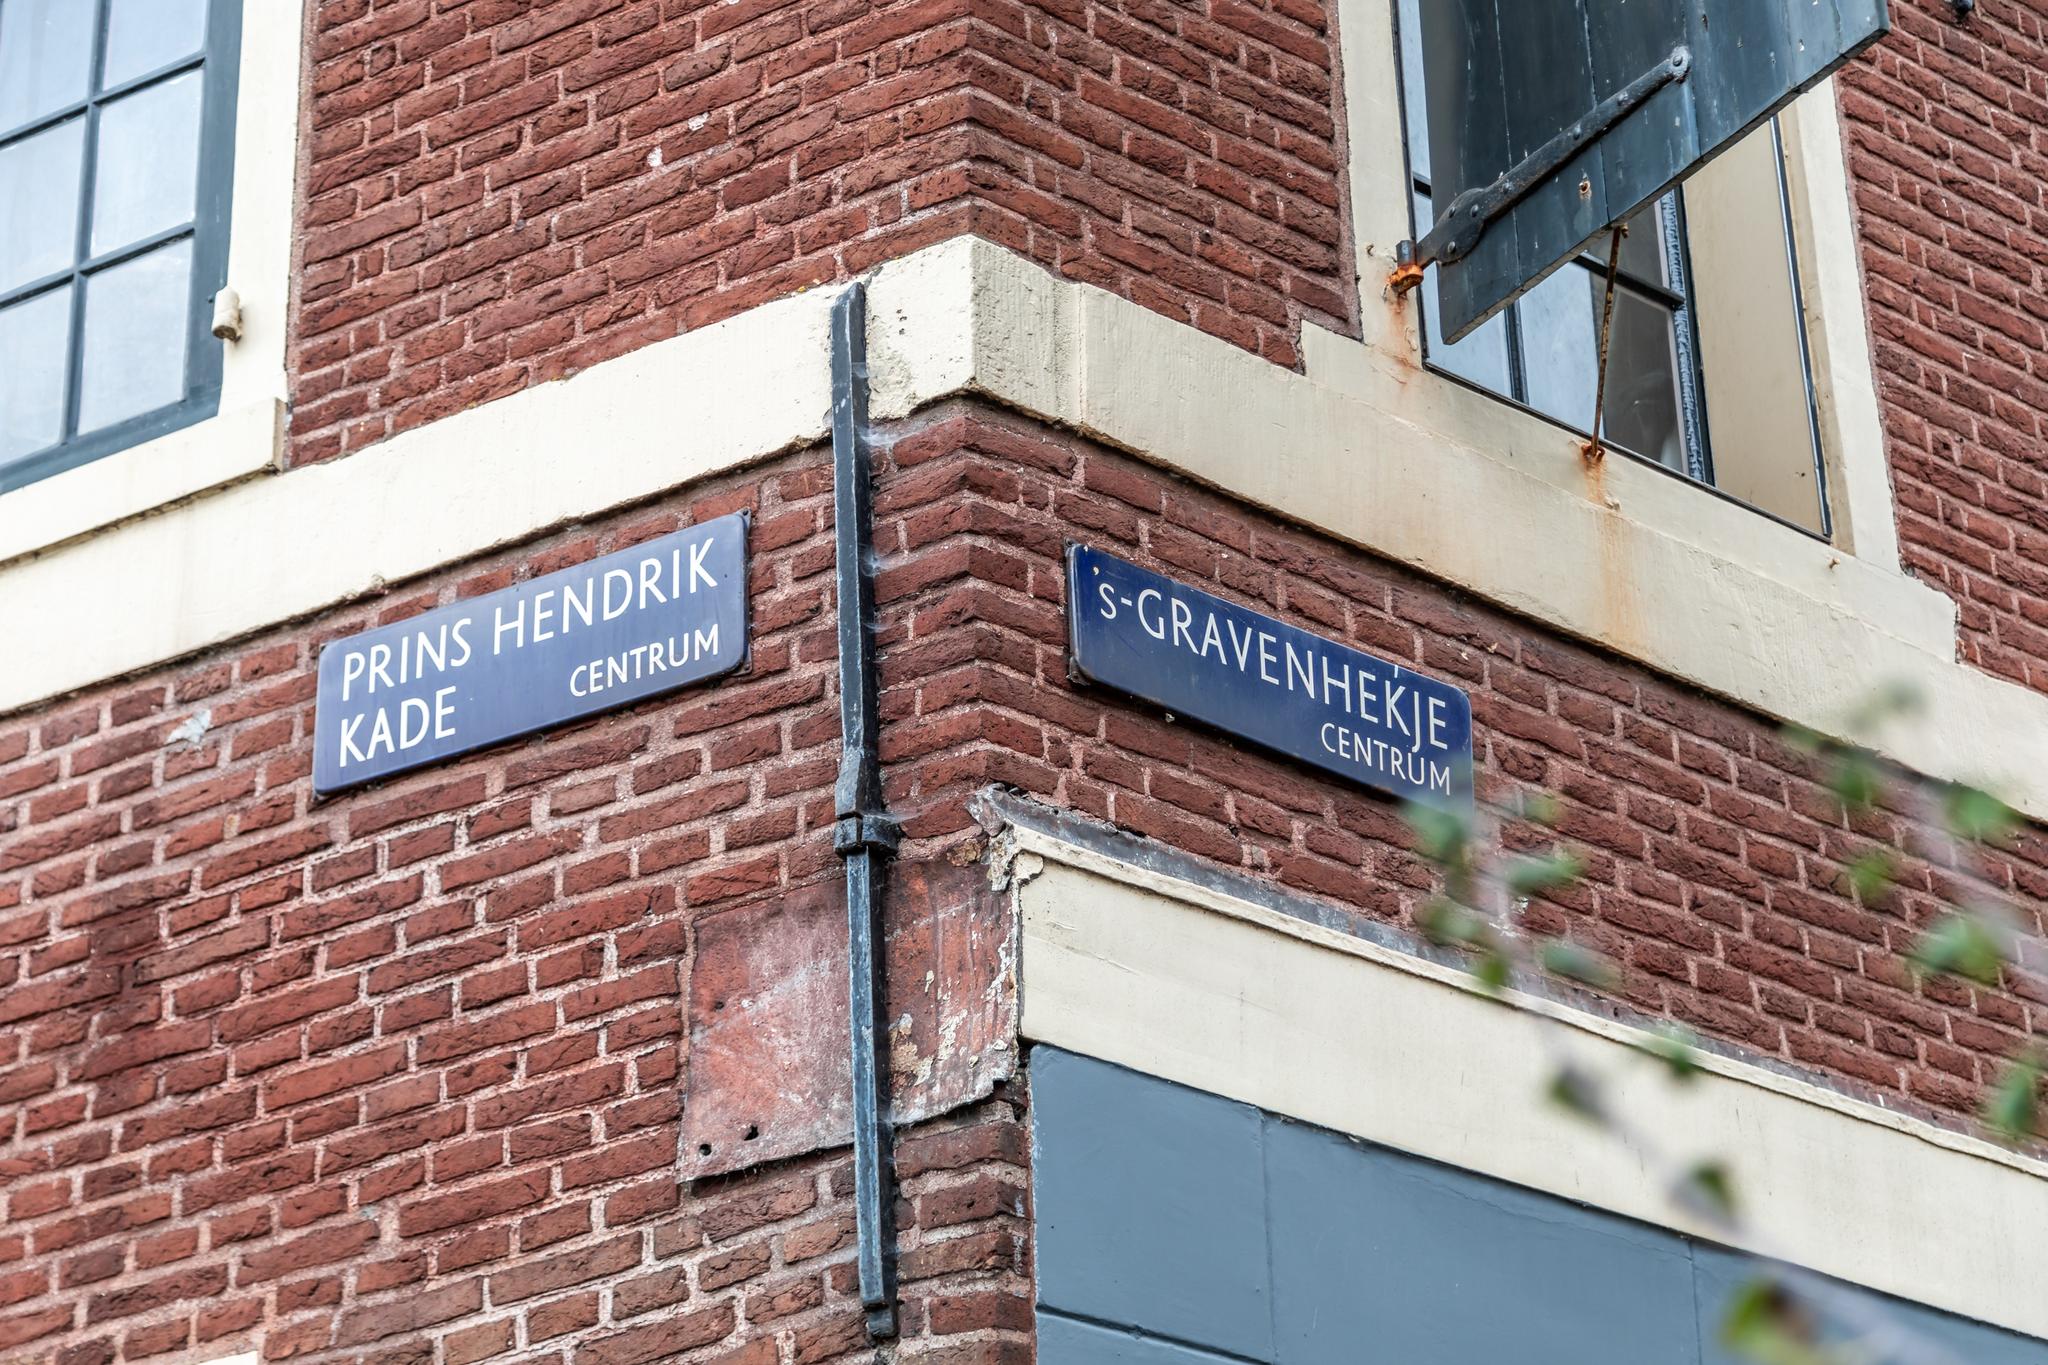 PRINS HENDRIK
KADE
CENTRUM
's-GRAVENHEKJE
CENTRUM